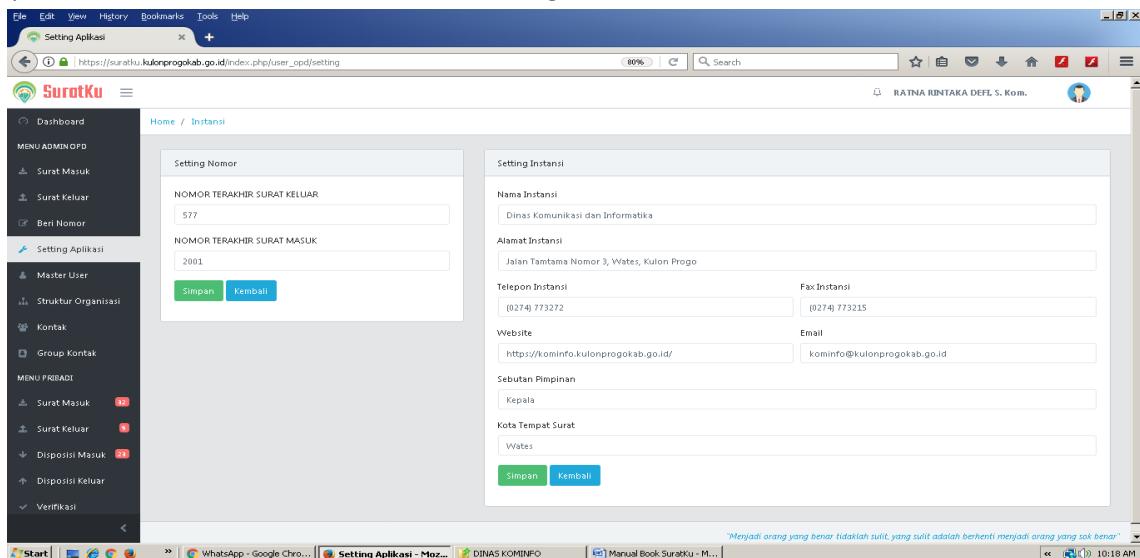 File Edit View History Bookmarks Tools Help
Setting Aplikasi
https://suratku.kulonprogokab.go.id/index.php/user_opd/setting
80%
Search
SuratKu
RATNA RINTAKA DEFI, S. Kom.
Dashboard
Home / Instansi
MENU ADMIN OPD
Surat Masuk
Surat Keluar
Beri Nomor
Setting Aplikasi
Master User
Struktur Organisasi
Kontak
Group Kontak
MENU PRIBADI
Surat Masuk 32
Surat Keluar
Disposisi Masuk 23
Disposisi Keluar
Verifikasi
Setting Nomor
NOMOR TERAKHIR SURAT KELUAR
577
NOMOR TERAKHIR SURAT MASUK
2001
Simpan Kembali
Setting Instansi
Nama Instansi
Dinas Komunikasi dan Informatika
Alamat Instansi
Jalan Tamtama Nomor 3, Wates, Kulon Progo
Telepon Instansi Fax Instansi
(0274) 773272 (0274) 773215
Website Email
https://kominfo.kulonprogokab.go.id/ kominfo@kulonprogokab.go.id
Sebutan Pimpinan
Kepala
Kota Tempat Surat
Wates
Simpan Kembali
"Menjadi orang yang benar tidaklah sulit, yang sulit adalah berhenti menjadi orang yang sok benar"
Start WhatsApp - Google Chro... Setting Aplikasi - Moz... DINAS KOMINFO Manual Book SuratKu - M... 10:18 AM